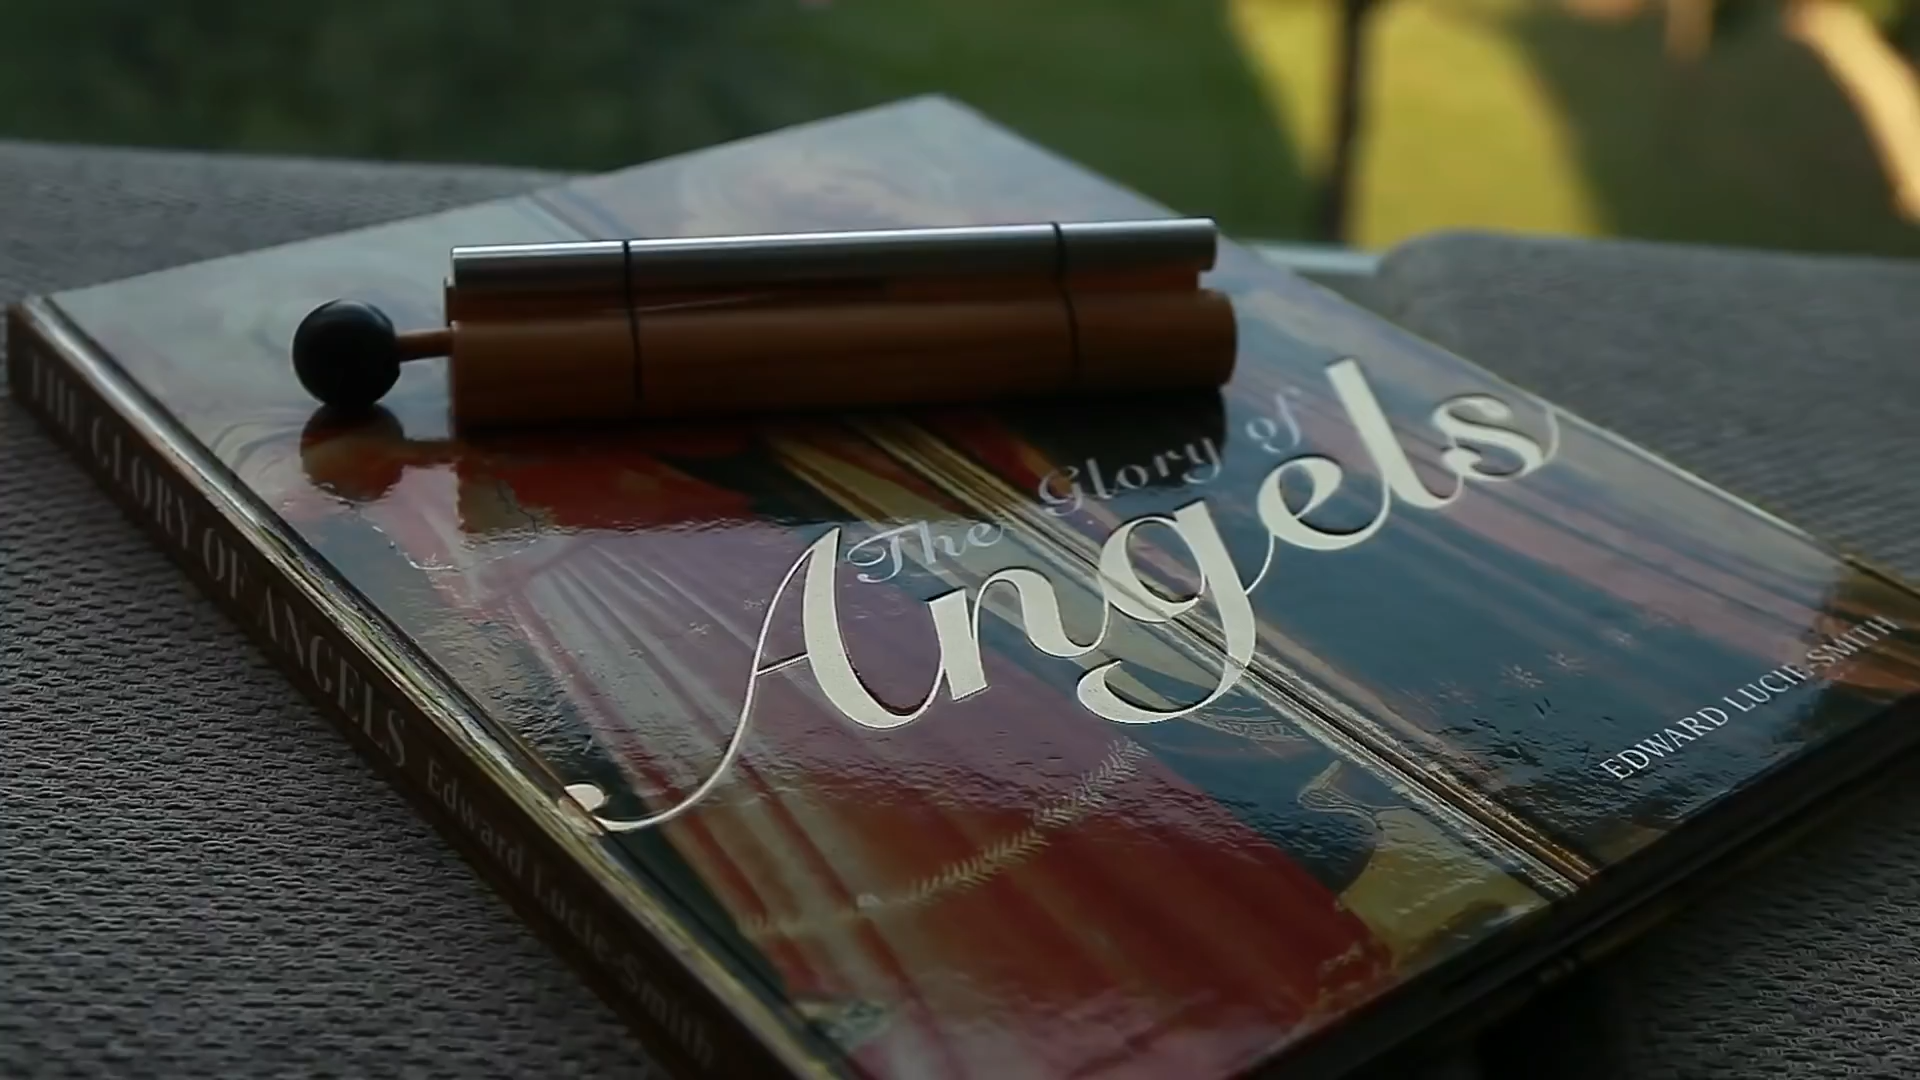 The Glory of
Angels
EDWARD LUCIE-SMITH
THE GLORY OF ANGELS Edward Lucie-Smith